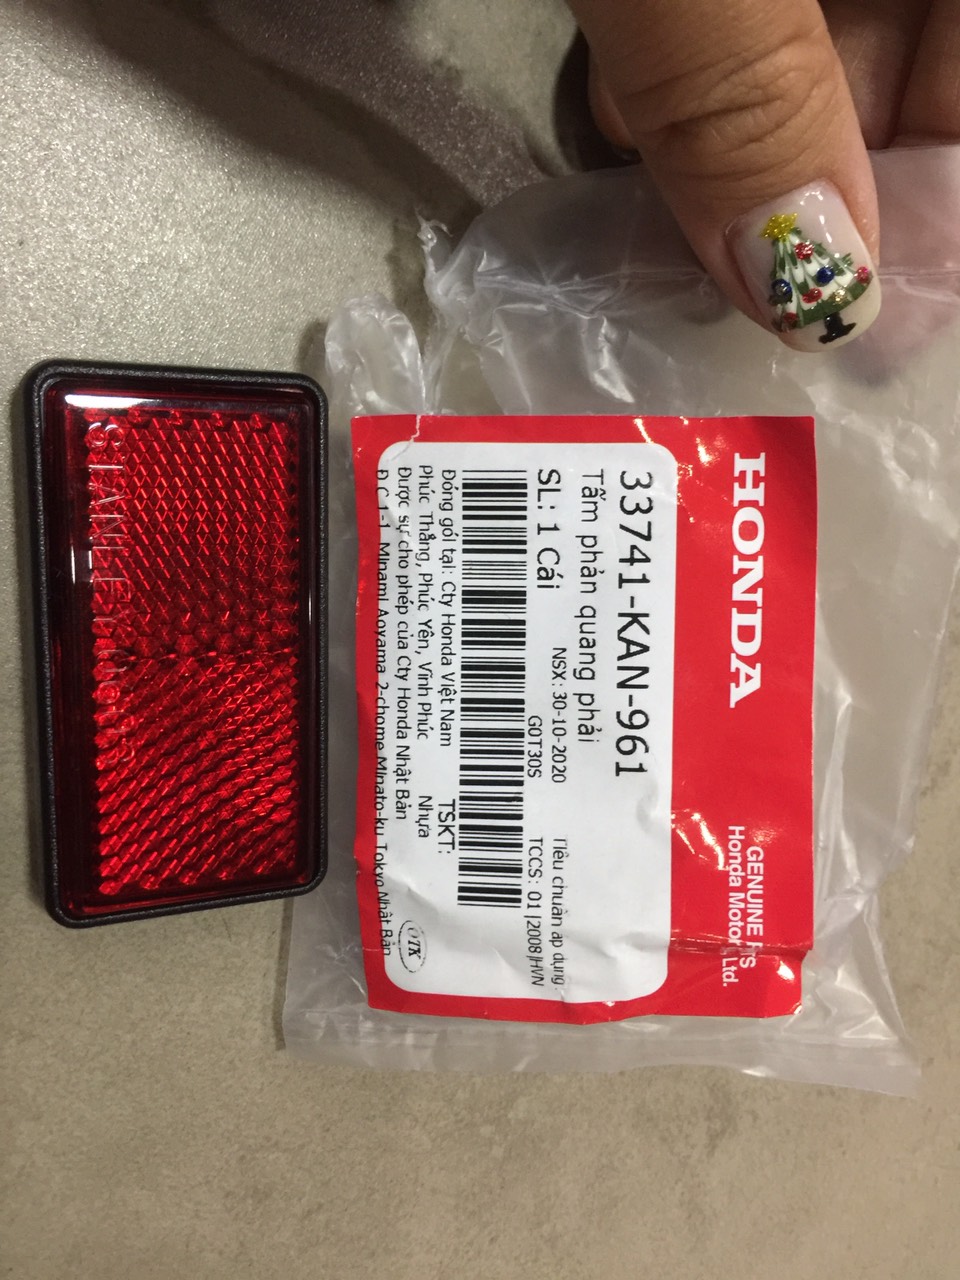 HONDA
GENUINE
Honda Motor Ltd.
33741-KAN-961
Tấm phản quang phải
SL: 1 Cái
NSX: 30-10-2020
G0T30S
Tiêu chuẩn áp dụng:
TCCS: 01|2008|HVN
Đóng gói tại: Cty Honda Việt Nam
Phúc Thắng, Phúc Yên, Vĩnh Phúc
TSKT:
Nhựa
Được sự cho phép của Cty Honda Nhật Bản
Đ.C 1-1, Minami Aoyama 2-chome Minato-ku Tokyo Nhật Bản
OTK
STANLEY